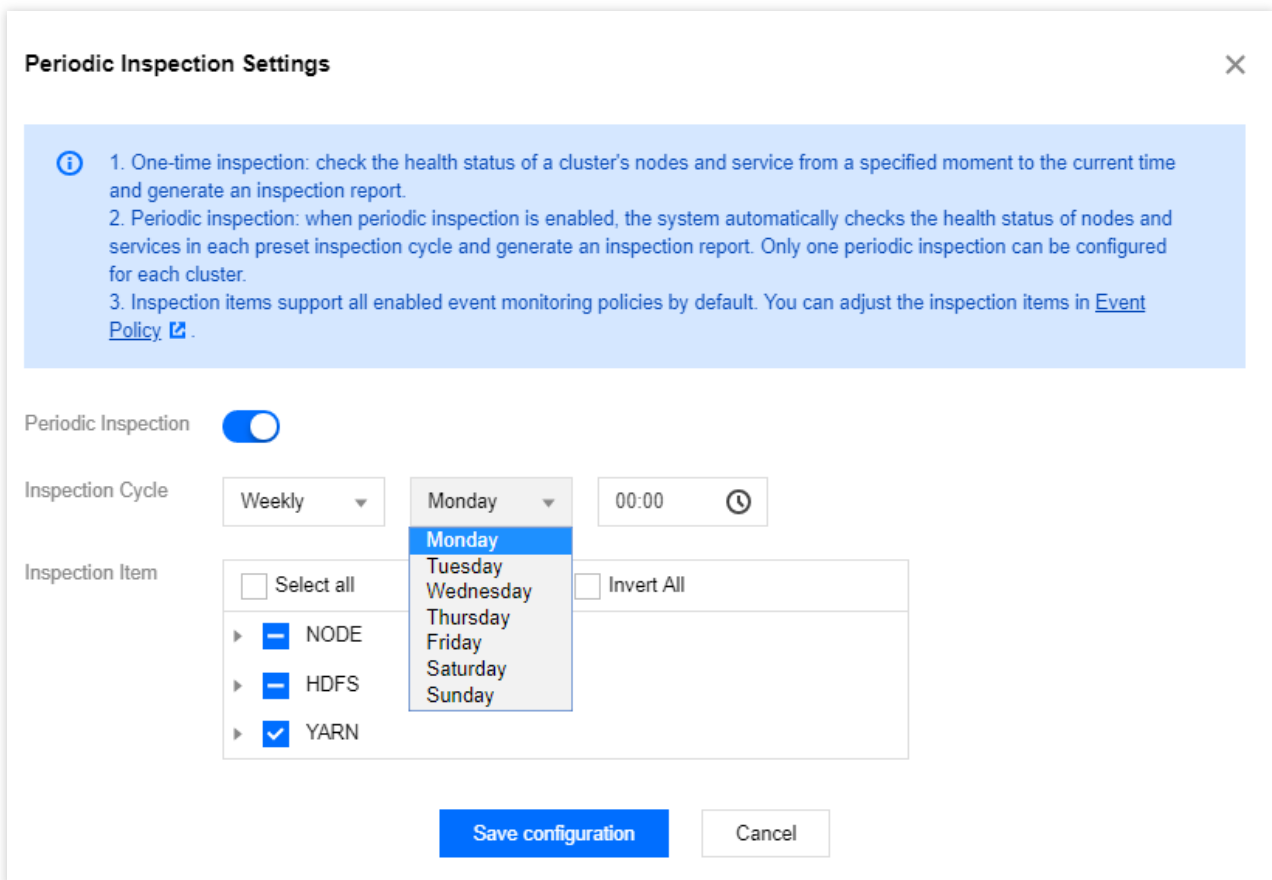 Periodic Inspection Settings
1. One-time inspection: check the health status of a cluster's nodes and service from a specified moment to the current time
and generate an inspection report.
2. Periodic inspection: when periodic inspection is enabled, the system automatically checks the health status of nodes and
services in each preset inspection cycle and generate an inspection report. Only one periodic inspection can be configured
for each cluster.
3. Inspection items support all enabled event monitoring policies by default. You can adjust the inspection items in Event
Policy .
Periodic Inspection
Inspection Cycle
Weekly
Monday
00:00
Monday
Tuesday
Wednesday
Thursday
Friday
Saturday
Sunday
Inspection Item
Select all
Invert All
NODE
HDFS
YARN
Save configuration
Cancel